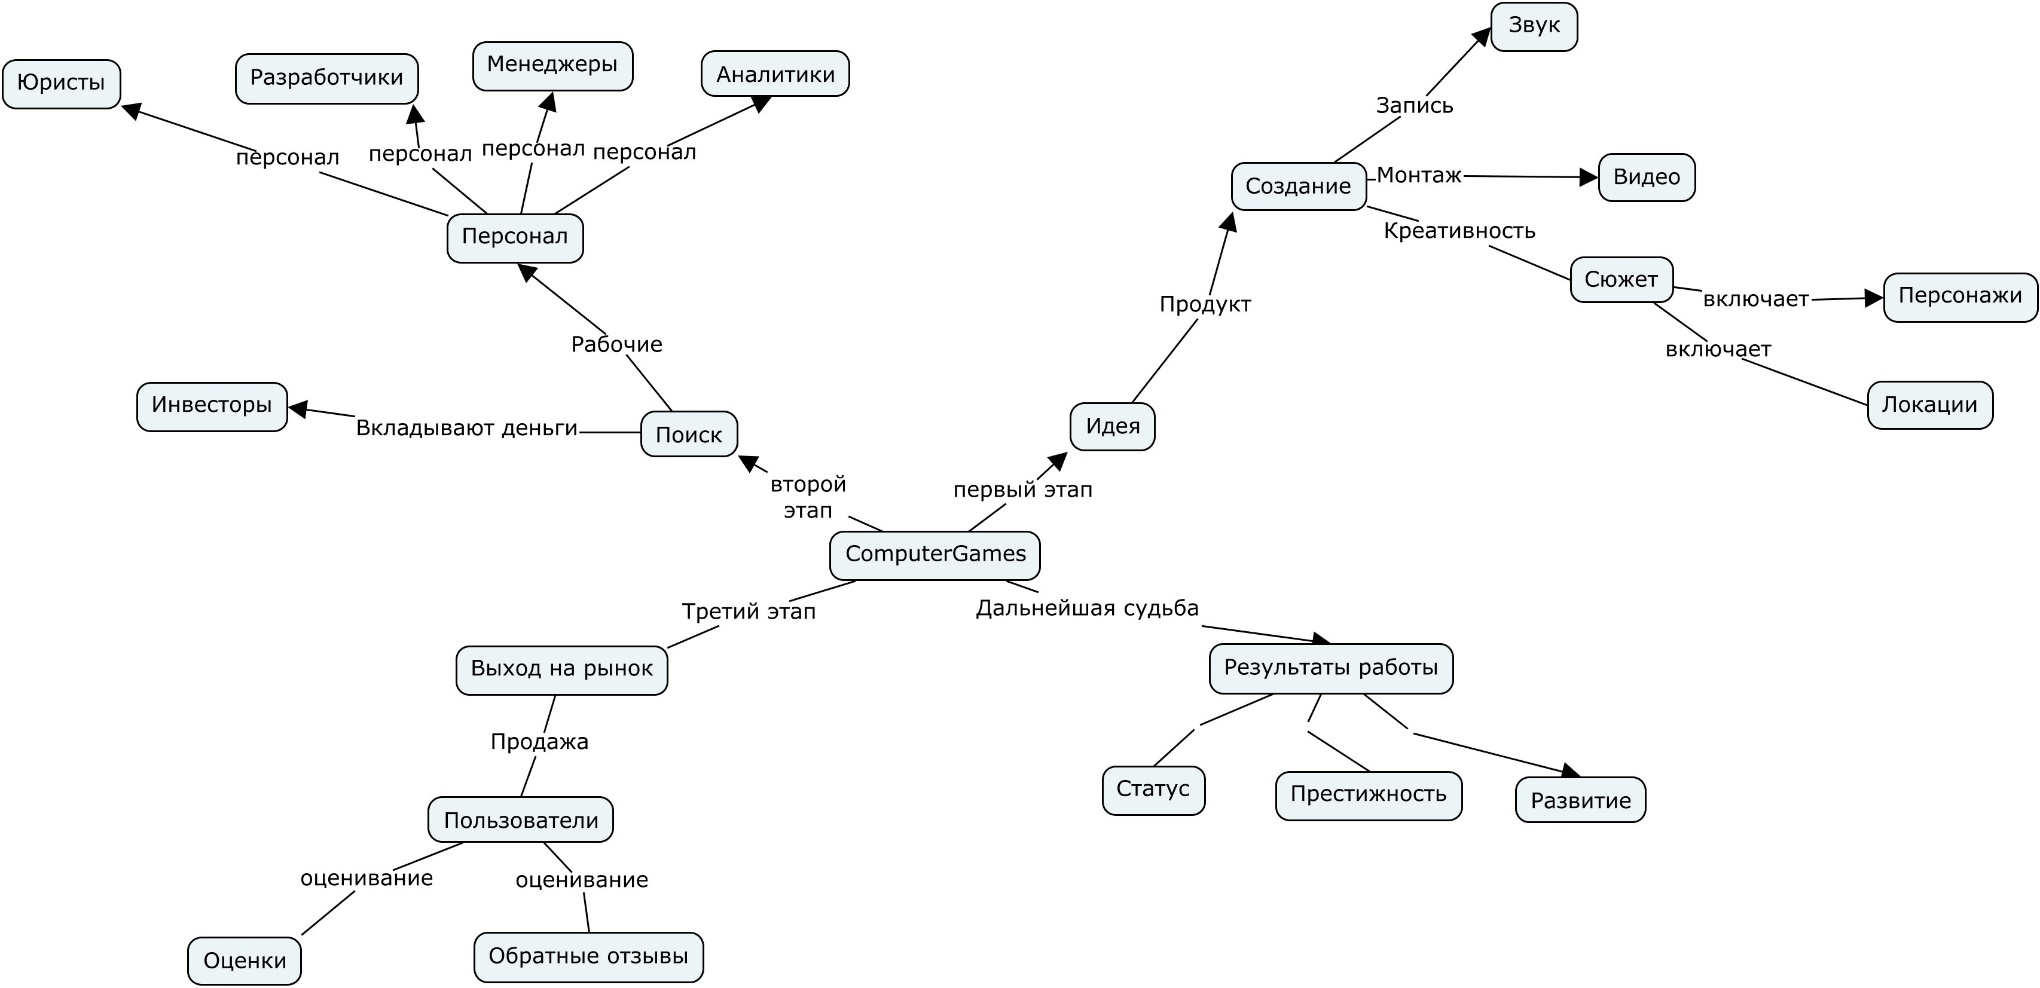 Звук
Менеджеры
Аналитики
Разработчики
Юристы
Запись
персонал
персонал
персонал
персонал
Монтаж
Видео
Создание
Креативность
Персонал
Сюжет
включает
Персонажи
Продукт
Рабочие
включает
Инвесторы
Локации
Вкладывают деньги
Поиск
Идея
второй
этап
первый этап
ComputerGames
Третий этап
Дальнейшая судьба
Выход на рынок
Результаты работы
Продажа
Статус
Престижность
Развитие
Пользователи
оценивание
оценивание
Оценки
Обратные отзывы